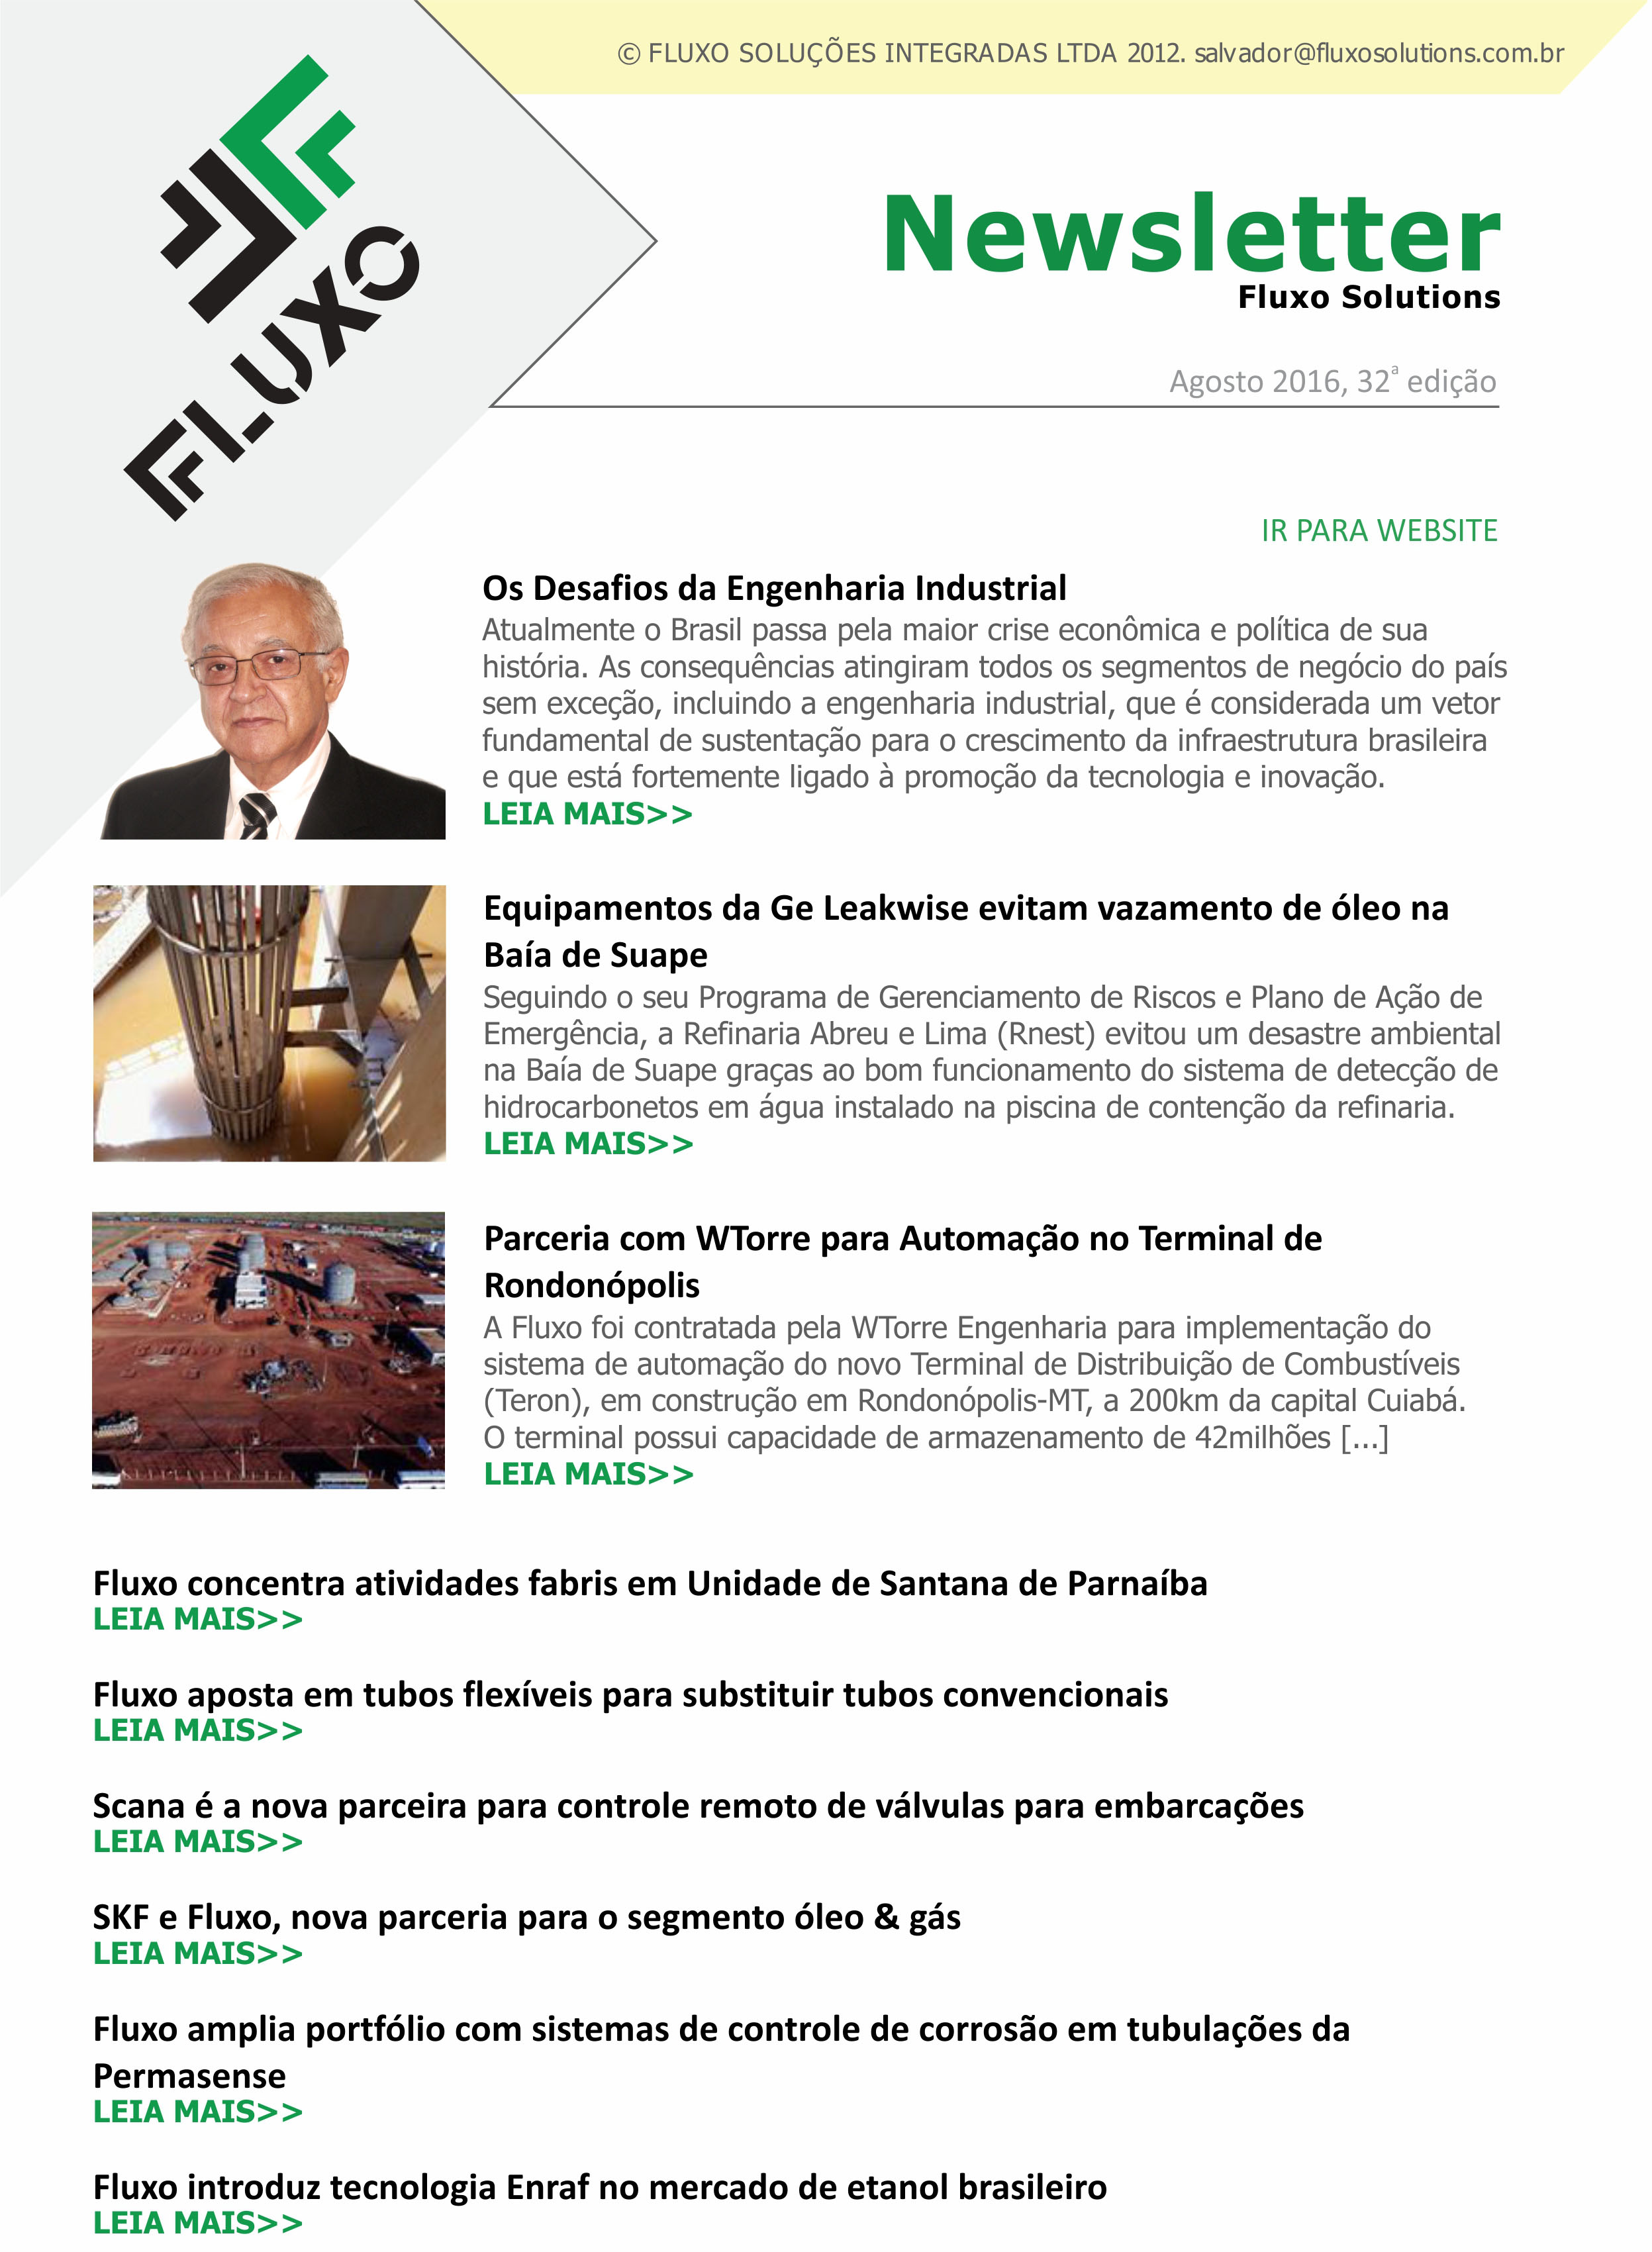 © FLUXO SOLUÇÕES INTEGRADAS LTDA 2012. salvador@fluxosolutions.com.br
FLUXO
Newsletter
Fluxo Solutions
Agosto 2016, 32ª edição
IR PARA WEBSITE
Os Desafios da Engenharia Industrial
Atualmente o Brasil passa pela maior crise econômica e política de sua
história. As consequências atingiram todos os segmentos de negócio do país
sem exceção, incluindo a engenharia industrial, que é considerada um vetor
fundamental de sustentação para o crescimento da infraestrutura brasileira
e que está fortemente ligado à promoção da tecnologia e inovação.
LEIA MAIS>>
Equipamentos da Ge Leakwise evitam vazamento de óleo na
Baía de Suape
Seguindo o seu Programa de Gerenciamento de Riscos e Plano de Ação de
Emergência, a Refinaria Abreu e Lima (Rnest) evitou um desastre ambiental
na Baía de Suape graças ao bom funcionamento do sistema de detecção de
hidrocarbonetos em água instalado na piscina de contenção da refinaria.
LEIA MAIS>>
Parceria com WTorre para Automação no Terminal de
Rondonópolis
A Fluxo foi contratada pela WTorre Engenharia para implementação do
sistema de automação do novo Terminal de Distribuição de Combustíveis
(Teron), em construção em Rondonópolis-MT, a 200km da capital Cuiabá.
O terminal possui capacidade de armazenamento de 42milhões [...]
LEIA MAIS>>
Fluxo concentra atividades fabris em Unidade de Santana de Parnaíba
LEIA MAIS>>
Fluxo aposta em tubos flexíveis para substituir tubos convencionais
LEIA MAIS>>
Scana é a nova parceira para controle remoto de válvulas para embarcações
LEIA MAIS>>
SKF e Fluxo, nova parceria para o segmento óleo & gás
LEIA MAIS>>
Fluxo amplia portfólio com sistemas de controle de corrosão em tubulações da
Permasense
LEIA MAIS>>
Fluxo introduz tecnologia Enraf no mercado de etanol brasileiro
LEIA MAIS>>